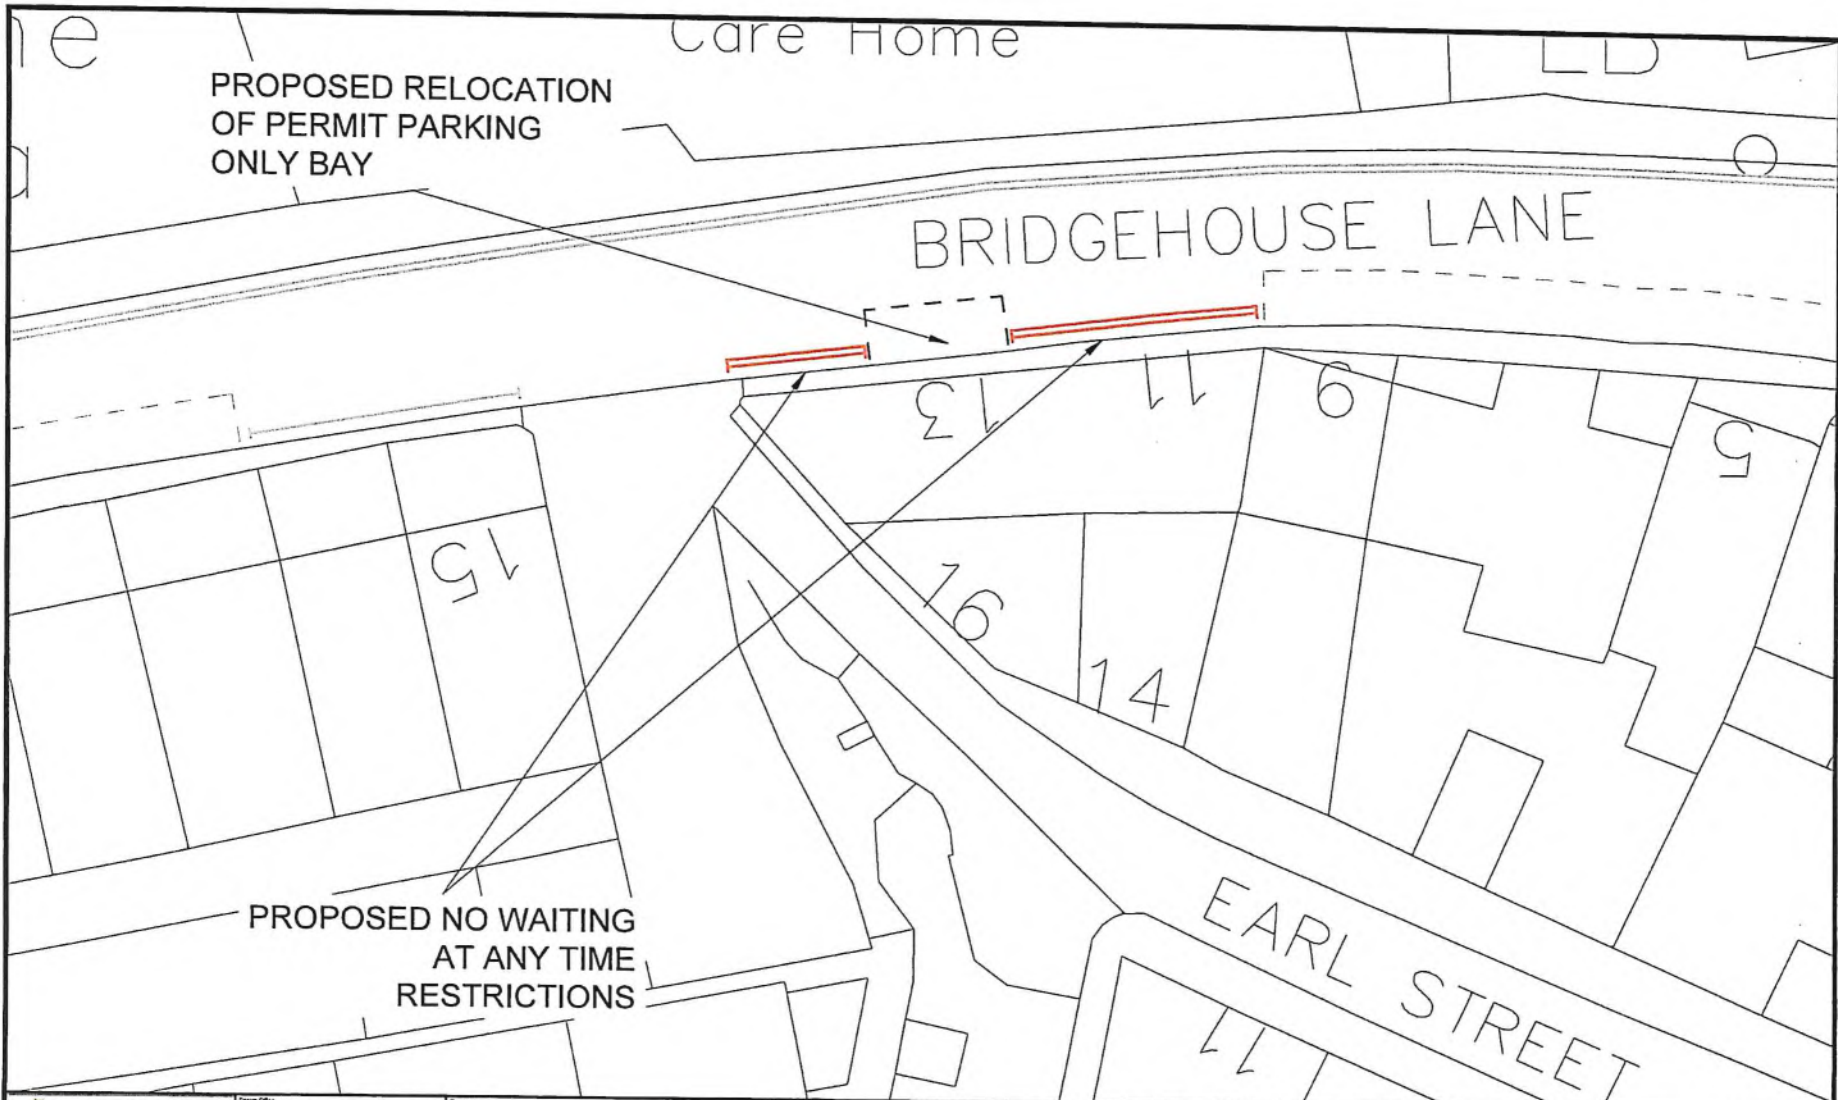 Care Home
PROPOSED RELOCATION
OF PERMIT PARKING
ONLY BAY
BRIDGEHOUSE LANE
13
11
9
5
15
16
14
PROPOSED NO WAITING
AT ANY TIME
RESTRICTIONS
EARL STREET
11